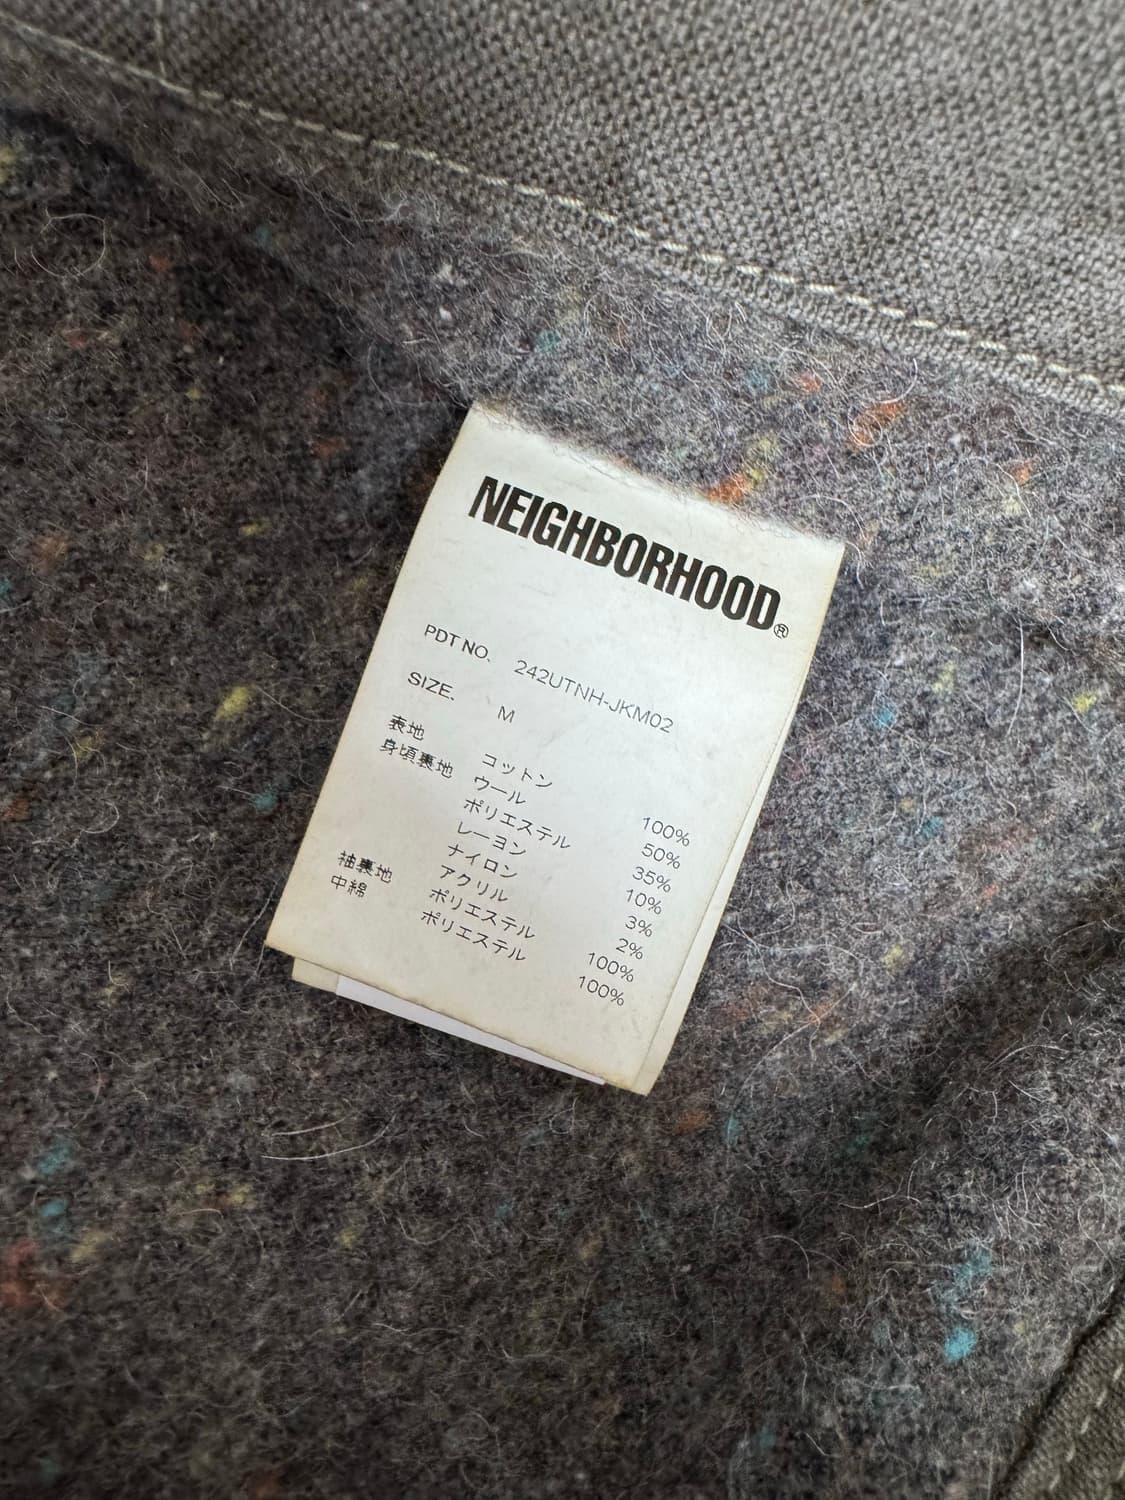 NEIGHBORHOOD®
PDT NO. 242UTNH-JKM02
SIZE. M
表地 コットン 100%
身頃裏地 ウール 50%
ポリエステル 35%
レーヨン 10%
ナイロン 3%
アクリル 2%
袖裏地 ポリエステル 100%
中綿 ポリエステル 100%